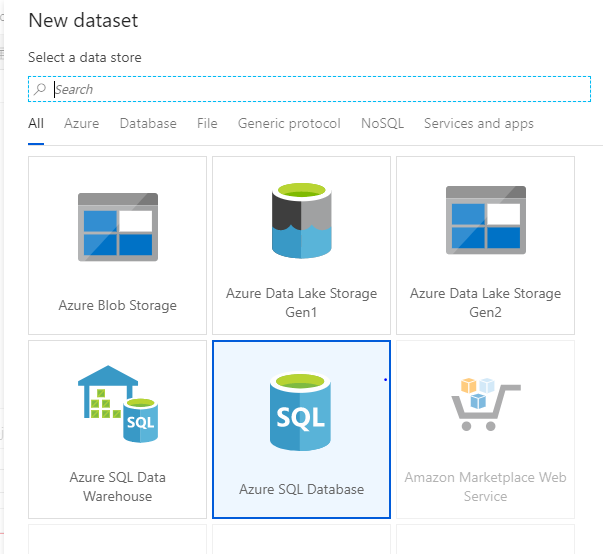 New dataset
Select a data store
Search
All Azure Database File Generic protocol NoSQL Services and apps
Azure Blob Storage
Azure Data Lake Storage
Gen1
Azure Data Lake Storage
Gen2
SQL
Azure SQL Data
Warehouse
SQL
Azure SQL Database
Amazon Marketplace Web
Service